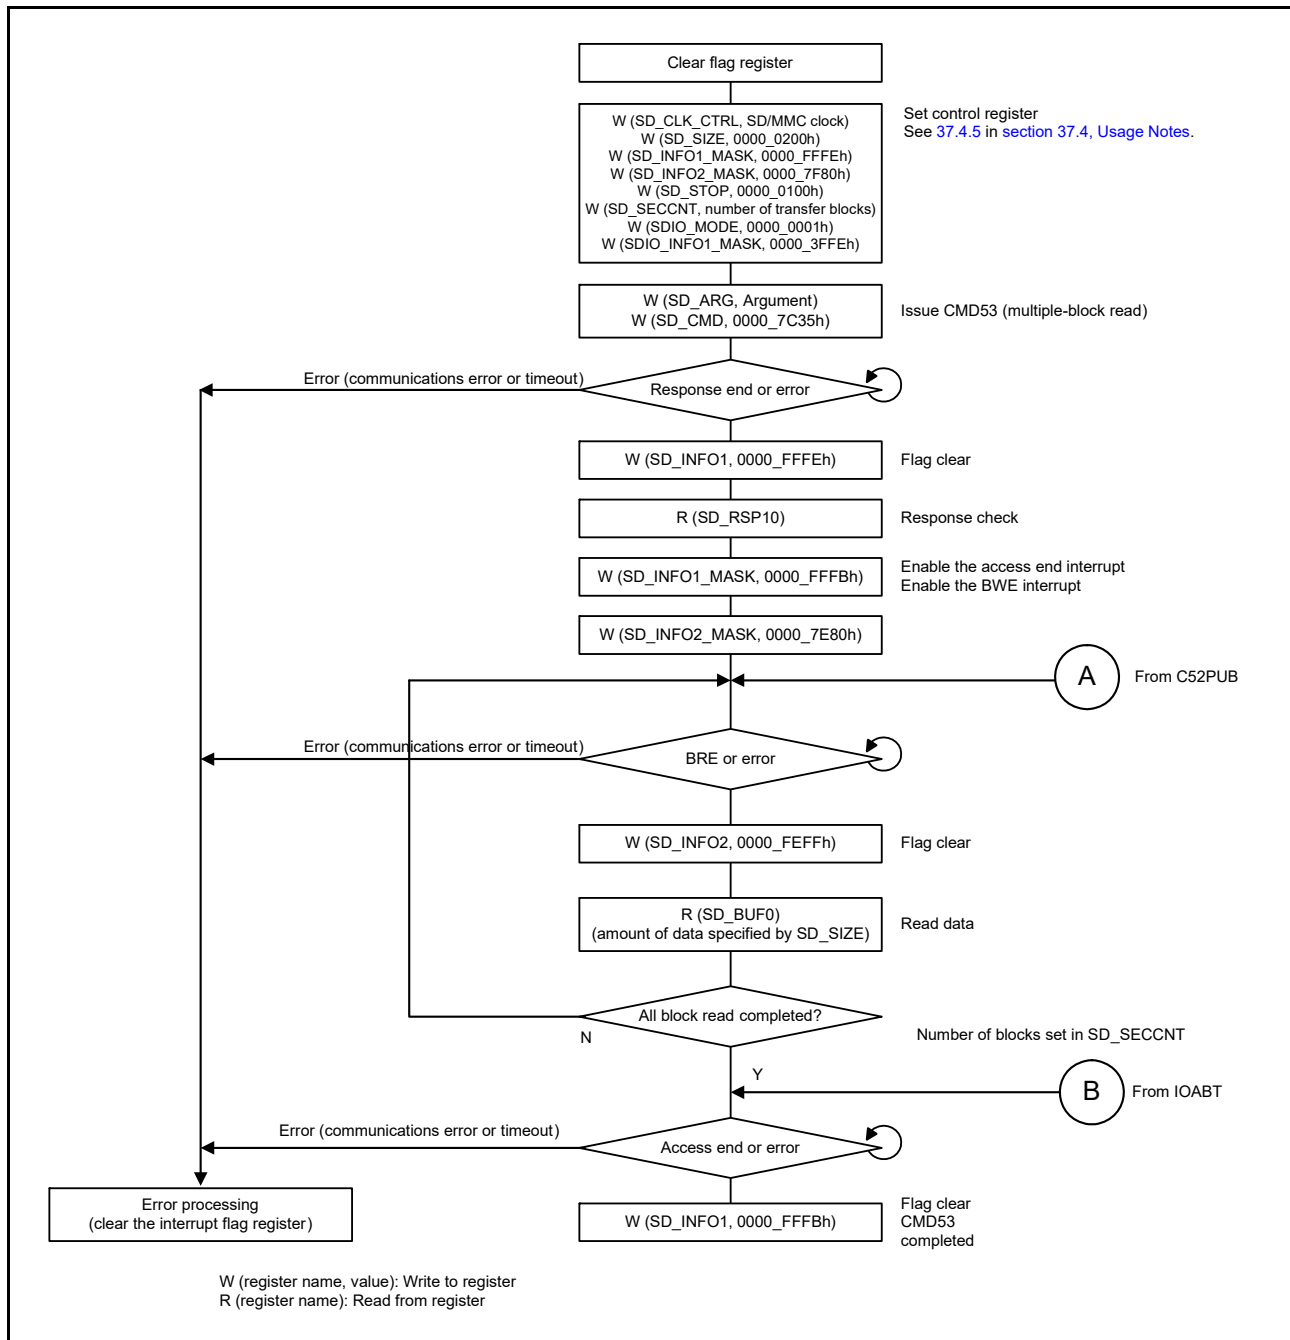 Clear flag register
W (SD_CLK_CTRL, SD/MMC clock)
W (SD_SIZE, 0000_0200h)
W (SD_INFO1_MASK, 0000_FFFEh)
W (SD_INFO2_MASK, 0000_7F80h)
W (SD_STOP, 0000_0100h)
W (SD_SECCNT, number of transfer blocks)
W (SDIO_MODE, 0000_0001h)
W (SDIO_INFO1_MASK, 0000_3FFEh)
Set control register
See 37.4.5 in section 37.4, Usage Notes.
W (SD_ARG, Argument)
W (SD_CMD, 0000_7C35h)
Issue CMD53 (multiple-block read)
Error (communications error or timeout)
Response end or error
W (SD_INFO1, 0000_FFFEh)
Flag clear
R (SD_RSP10)
Response check
W (SD_INFO1_MASK, 0000_FFFBh)
Enable the access end interrupt
Enable the BWE interrupt
W (SD_INFO2_MASK, 0000_7E80h)
A
From C52PUB
Error (communications error or timeout)
BRE or error
W (SD_INFO2, 0000_FEFFh)
Flag clear
R (SD_BUF0)
(amount of data specified by SD_SIZE)
Read data
All block read completed?
N
Number of blocks set in SD_SECCNT
Y
B
From IOABT
Error (communications error or timeout)
Access end or error
Error processing
(clear the interrupt flag register)
W (SD_INFO1, 0000_FFFBh)
Flag clear
CMD53
completed
W (register name, value): Write to register
R (register name): Read from register